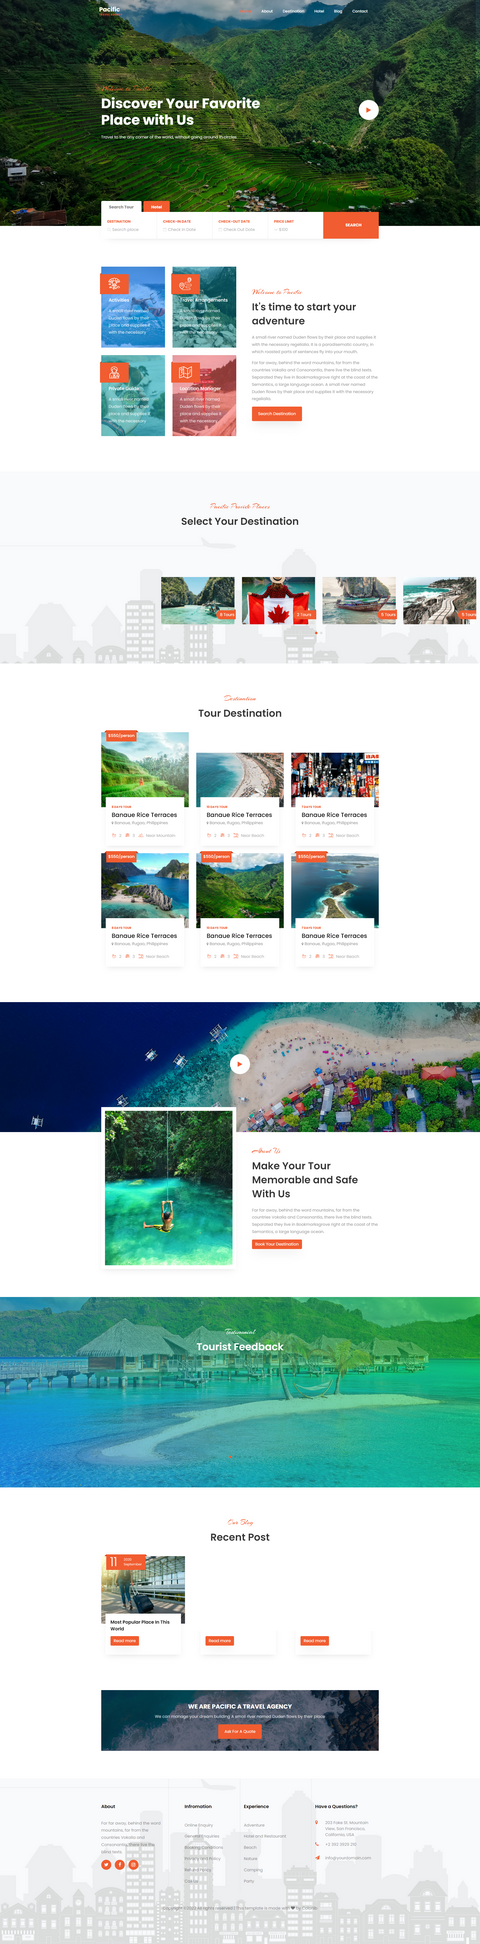 Pacific
TRAVEL AGENCY
About
Destination
Hotel
Blog
Contact
Welcome to Pacific
Discover Your Favorite
Place with Us
Travel to the any corner of the world, without going around in circles
Search Tour
Hotel
DESTINATION
CHECK-IN DATE
CHECK-OUT DATE
PRICE LIMIT
Search place
Check In Date
Check Out Date
$100
SEARCH
Activities
A small river named
Duden flows by their
place and supplies it
with the necessary
Travel Arrangements
A small river named
Duden flows by their
place and supplies it
with the necessary
Private Guide
A small river named
Duden flows by their
place and supplies it
with the necessary
Location Manager
A small river named
Duden flows by their
place and supplies it
with the necessary
Welcome to Pacific
It's time to start your
adventure
A small river named Duden flows by their place and supplies it
with the necessary regelialia. It is a paradisematic country, in
which roasted parts of sentences fly into your mouth.
Far far away, behind the word mountains, far from the
countries Vokalia and Consonantia, there live the blind texts.
Separated they live in Bookmarksgrove right at the coast of the
Semantics, a large language ocean. A small river named
Duden flows by their place and supplies it with the necessary
regelialia.
Search Destination
Pacific Provide Places
Select Your Destination
8 Tours
2 Tours
5 Tours
5 Tours
Destination
Tour Destination
$550/person
8 DAYS TOUR
Banaue Rice Terraces
Banaue, Ifugao, Philippines
2
3
Near Mountain
10 DAYS TOUR
Banaue Rice Terraces
Banaue, Ifugao, Philippines
2
3
Near Beach
7 DAYS TOUR
Banaue Rice Terraces
Banaue, Ifugao, Philippines
2
3
Near Beach
$550/person
8 DAYS TOUR
Banaue Rice Terraces
Banaue, Ifugao, Philippines
2
3
Near Beach
$550/person
10 DAYS TOUR
Banaue Rice Terraces
Banaue, Ifugao, Philippines
2
3
Near Beach
$550/person
7 DAYS TOUR
Banaue Rice Terraces
Banaue, Ifugao, Philippines
2
3
Near Beach
About Us
Make Your Tour
Memorable and Safe
With Us
Far far away, behind the word mountains, far from the
countries Vokalia and Consonantia, there live the blind texts.
Separated they live in Bookmarksgrove right at the coast of the
Semantics, a large language ocean.
Book Your Destination
Testimonial
Tourist Feedback
Our Blog
Recent Post
11
2020
September
Most Popular Place In This
World
Read more
Read more
Read more
WE ARE PACIFIC A TRAVEL AGENCY
We can manage your dream building A small river named Duden flows by their place
Ask For A Quote
About
Far far away, behind the word
mountains, far from the
countries Vokalia and
Consonantia, there live the
blind texts.
Infromation
Online Enquiry
General Enquiries
Booking Conditions
Privacy and Policy
Refund Policy
Call Us
Experience
Adventure
Hotel and Restaurant
Beach
Nature
Camping
Party
Have a Questions?
203 Fake St. Mountain
View, San Francisco,
California, USA
+2 392 3929 210
info@yourdomain.com